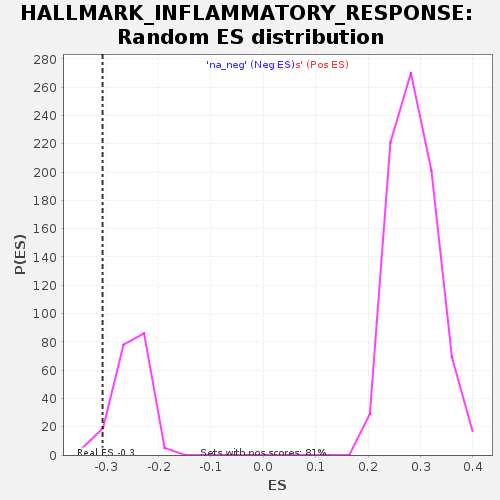 HALLMARK_INFLAMMATORY_RESPONSE:
Random ES distribution
'na_neg' (Neg ES)s' (Pos ES)
280
260
240
220
200
180
160
140
120
100
80
60
40
20
0
P(ES)
Real ES -0.3
Sets with pos scores: 81%
-0.3 -0.2 -0.1 0.0 0.1 0.2 0.3 0.4
ES